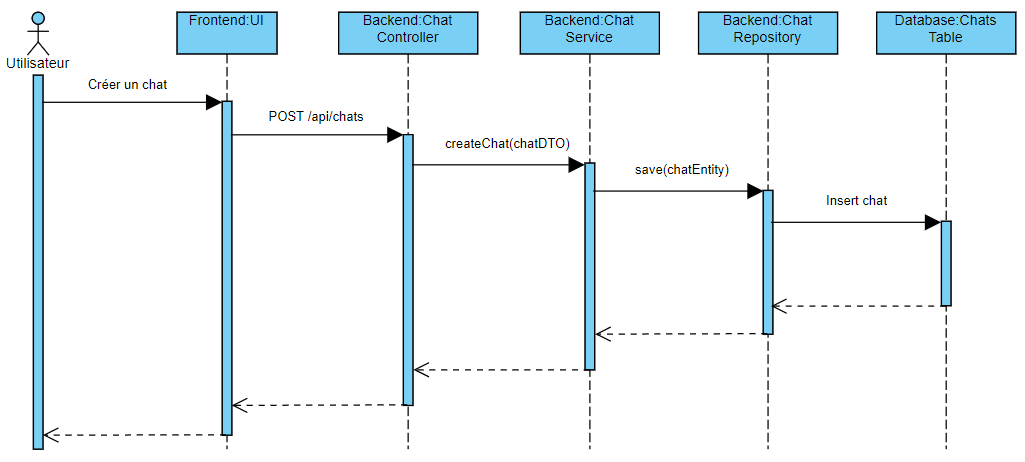 Frontend:UI
Backend:Chat
Controller
Backend:Chat
Service
Backend:Chat
Repository
Database:Chats
Table
Utilisateur
Créer un chat
POST /api/chats
createChat(chatDTO)
save(chatEntity)
Insert chat